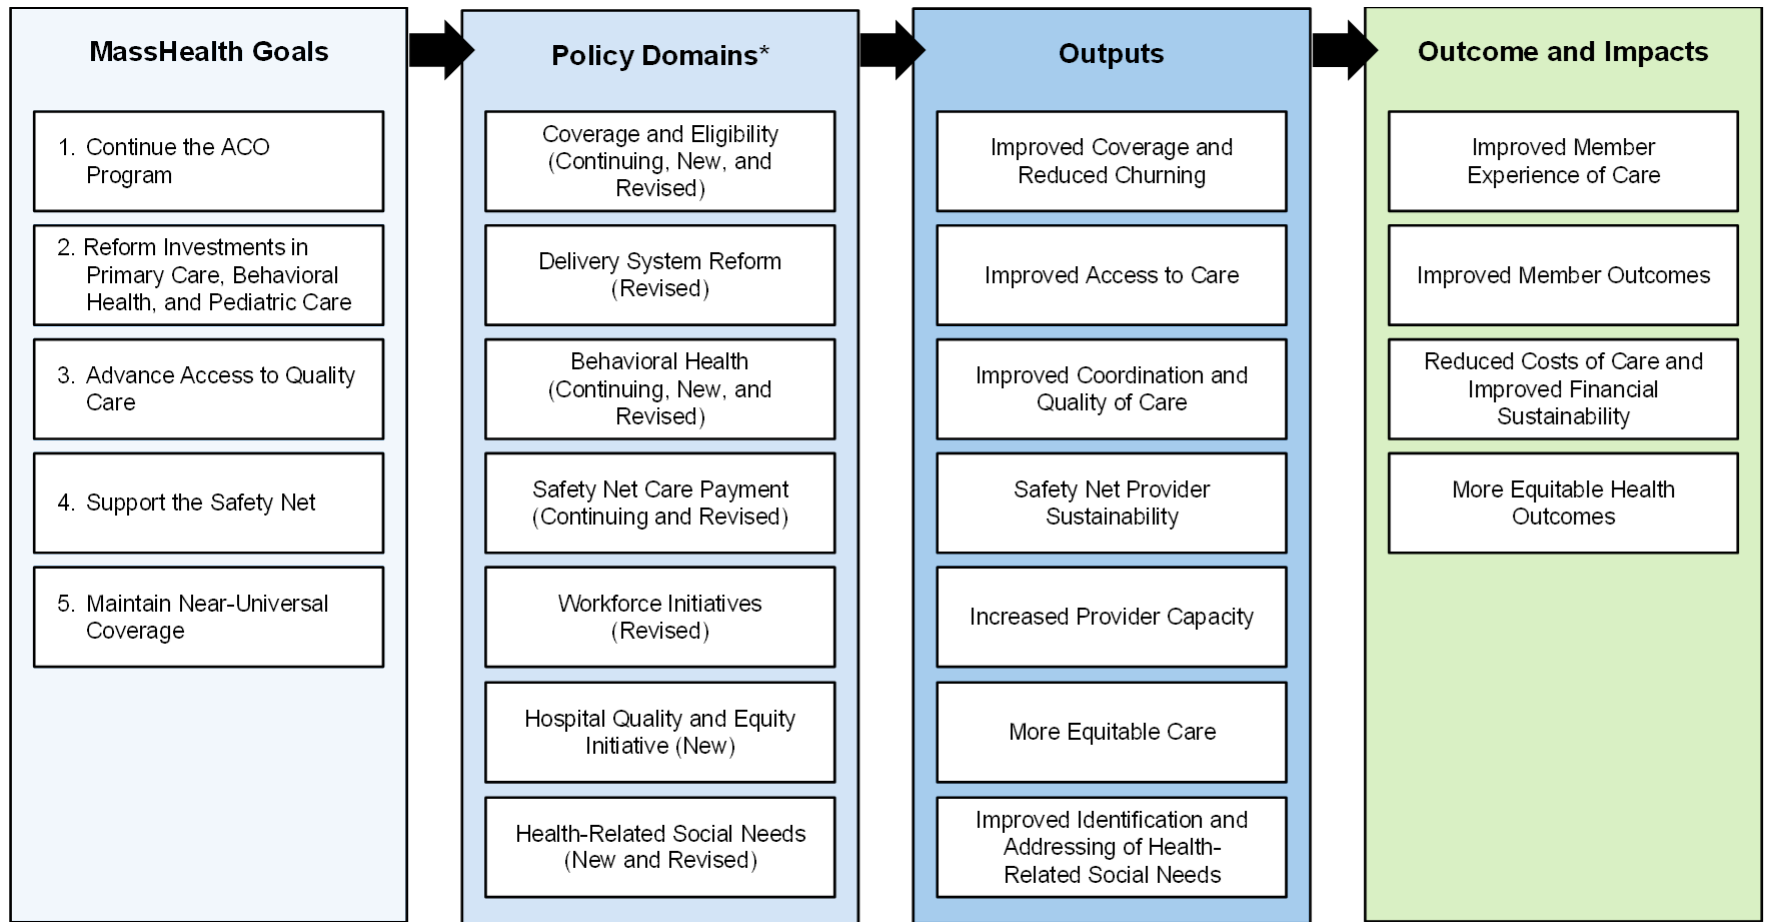 MassHealth Goals
1. Continue the ACO
Program
2. Reform Investments in
Primary Care, Behavioral
Health, and Pediatric Care
3. Advance Access to Quality
Care
4. Support the Safety Net
5. Maintain Near-Universal
Coverage
Policy Domains*
Coverage and Eligibility
(Continuing, New, and
Revised)
Delivery System Reform
(Revised)
Behavioral Health
(Continuing, New, and
Revised)
Safety Net Care Payment
(Continuing and Revised)
Workforce Initiatives
(Revised)
Hospital Quality and Equity
Initiative (New)
Health-Related Social Needs
(New and Revised)
Outputs
Improved Coverage and
Reduced Churning
Improved Access to Care
Improved Coordination and
Quality of Care
Safety Net Provider
Sustainability
Increased Provider Capacity
More Equitable Care
Improved Identification and
Addressing of Health-
Related Social Needs
Outcome and Impacts
Improved Member
Experience of Care
Improved Member Outcomes
Reduced Costs of Care and
Improved Financial
Sustainability
More Equitable Health
Outcomes